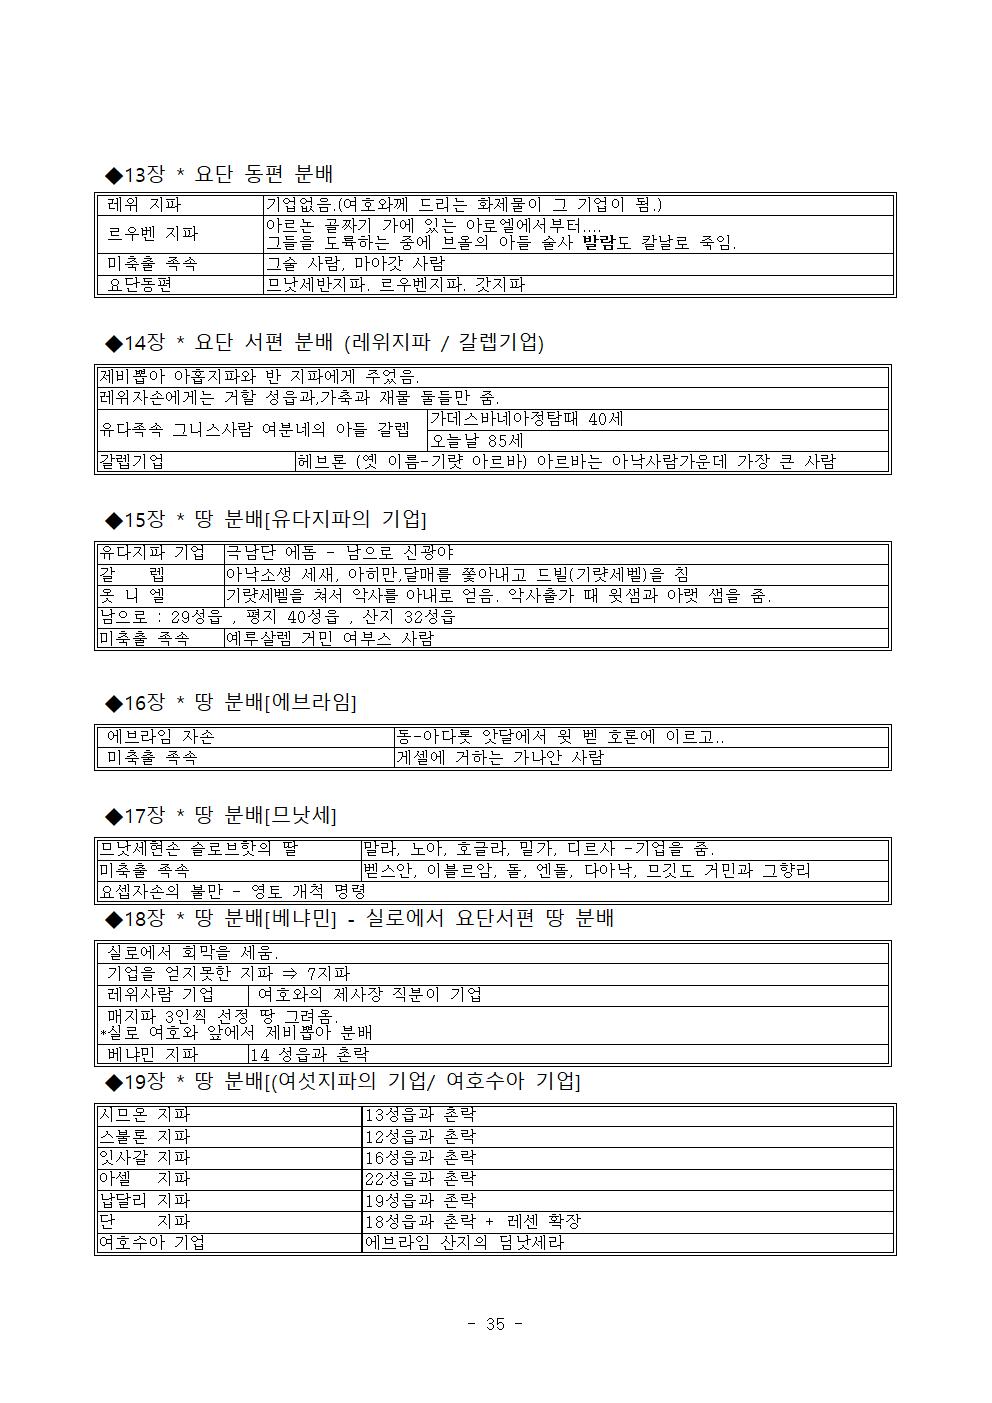 ◆13장 * 요단 동편 분배
레위 지파 기업없음.(여호와께 드리는 화제물이 그 기업이 됨.)
르우벤 지파 아르논 골짜기 가에 있는 아로엘에서부터....
그들을 도륙하는 중에 브올의 아들 술사 발람도 칼날로 죽임.
미축출 족속 그술 사람, 마아갓 사람
요단동편 므낫세반지파. 르우벤지파. 갓지파
◆14장 * 요단 서편 분배 (레위지파 / 갈렙기업)
제비뽑아 아홉지파와 반 지파에게 주었음.
레위자손에게는 거할 성읍과,가축과 재물 둘들만 줌.
유다족속 그니스사람 여분네의 아들 갈렙 가데스바네아정탐때 40세
오늘날 85세
갈렙기업 헤브론 (옛 이름-기럇 아르바) 아르바는 아낙사람가운데 가장 큰 사람
◆15장 * 땅 분배[유다지파의 기업]
유다지파 기업 극남단 에돔 - 남으로 신광야
갈 렙 아낙소생 세새, 아히만,달매를 쫓아내고 드빌(기럇세벨)을 침
옷 니 엘 기럇세벨을 쳐서 악사를 아내로 얻음. 악사출가 때 윗샘과 아랫 샘을 줌.
남으로 : 29성읍 , 평지 40성읍 , 산지 32성읍
미축출 족속 예루살렘 거민 여부스 사람
◆16장 * 땅 분배[에브라임]
에브라임 자손 동-아다롯 앗달에서 윗 벧 호론에 이르고..
미축출 족속 게셀에 거하는 가나안 사람
◆17장 * 땅 분배[므낫세]
므낫세현손 슬로브핫의 딸 말라, 노아, 호글라, 밀가, 디르사 -기업을 줌.
미축출 족속 벧스안, 이블르암, 돌, 엔돌, 다아낙, 므깃도 거민과 그향리
요셉자손의 불만 - 영토 개척 명령
◆18장 * 땅 분배[베냐민] - 실로에서 요단서편 땅 분배
실로에서 회막을 세움.
기업을 얻지못한 지파 ⇒ 7지파
레위사람 기업 여호와의 제사장 직분이 기업
매지파 3인씩 선정 땅 그려옴.
*실로 여호와 앞에서 제비뽑아 분배
베냐민 지파 14 성읍과 촌락
◆19장 * 땅 분배[(여섯지파의 기업/ 여호수아 기업]
시므온 지파 13성읍과 촌락
스불론 지파 12성읍과 촌락
잇사갈 지파 16성읍과 촌락
아셀 지파 22성읍과 촌락
납달리 지파 19성읍과 존락
단 지파 18성읍과 촌락 + 레센 확장
여호수아 기업 에브라임 산지의 딤낫세라
- 35 -